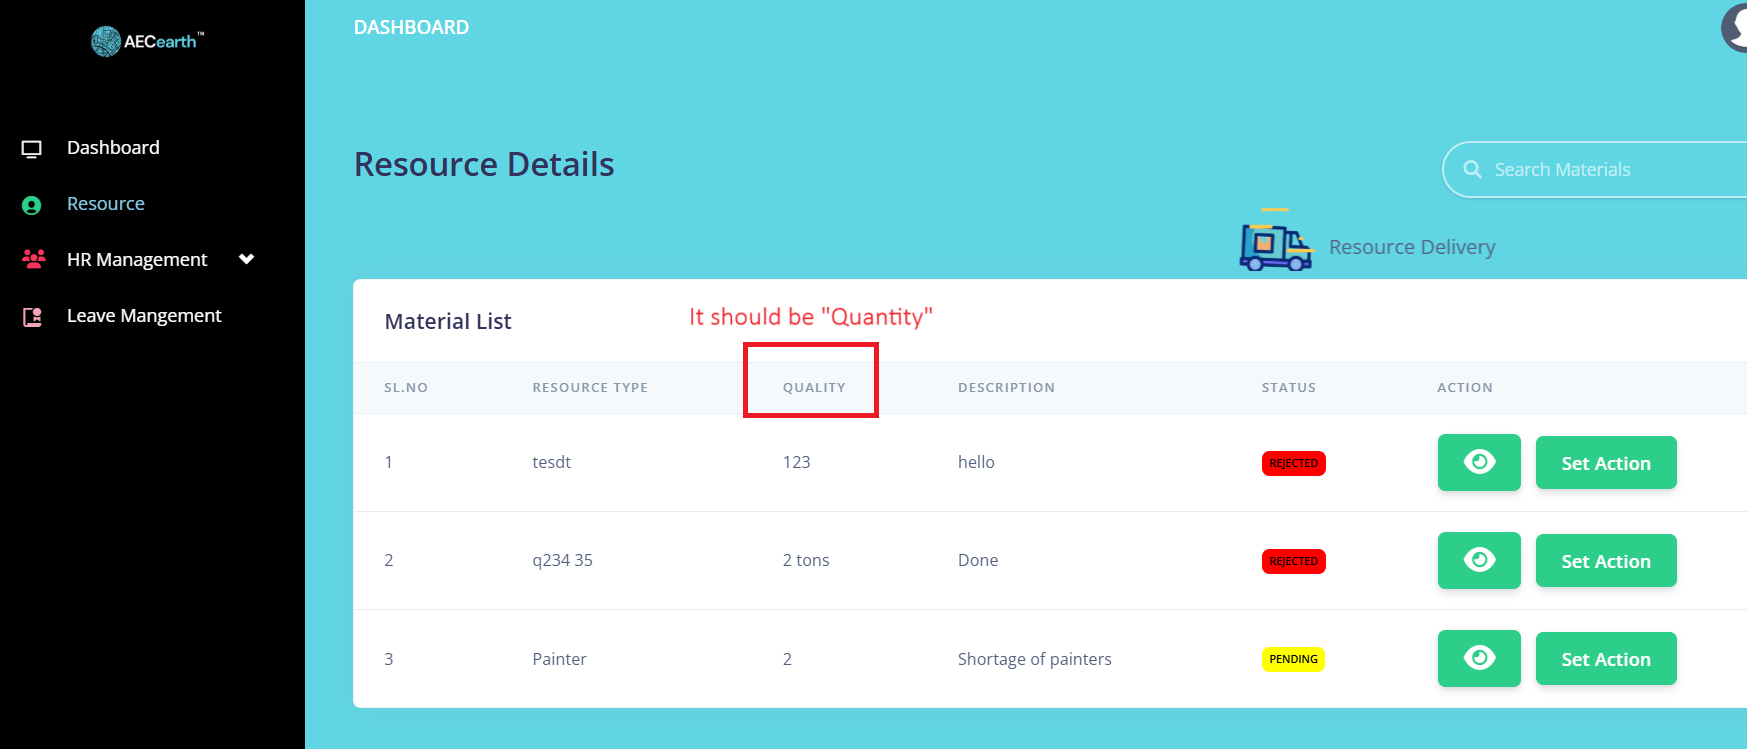 AECearth™
DASHBOARD
Dashboard
Resource
HR Management
Leave Mangement
Resource Details
Search Materials
Resource Delivery
Material List
It should be "Quantity"
SL.NO RESOURCE TYPE QUALITY DESCRIPTION STATUS ACTION
1 tesdt 123 hello REJECTED Set Action
2 q234 35 2 tons Done REJECTED Set Action
3 Painter 2 Shortage of painters PENDING Set Action